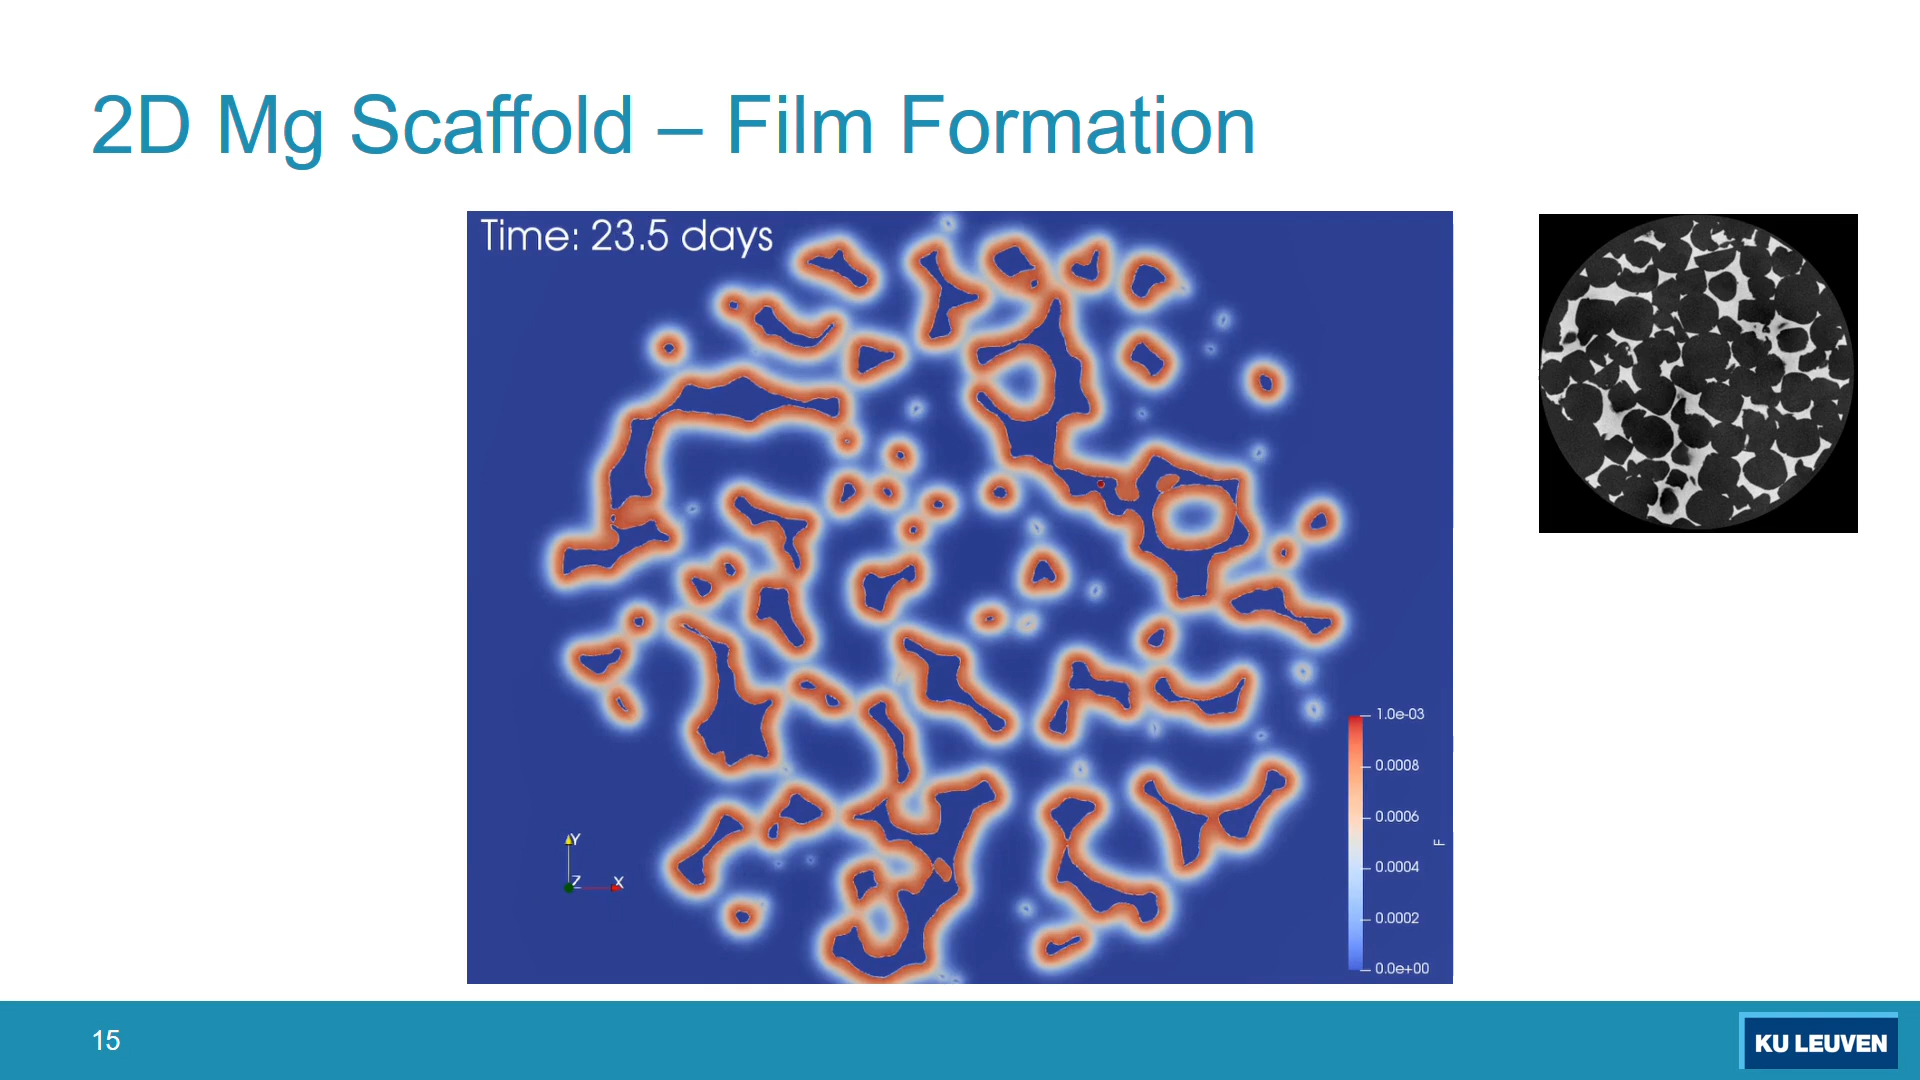 2D Mg Scaffold – Film Formation
Time: 23.5 days
1.0e-03
0.0008
0.0006
F
0.0004
0.0002
0.0e+00
Y
Z
X
15
KU LEUVEN